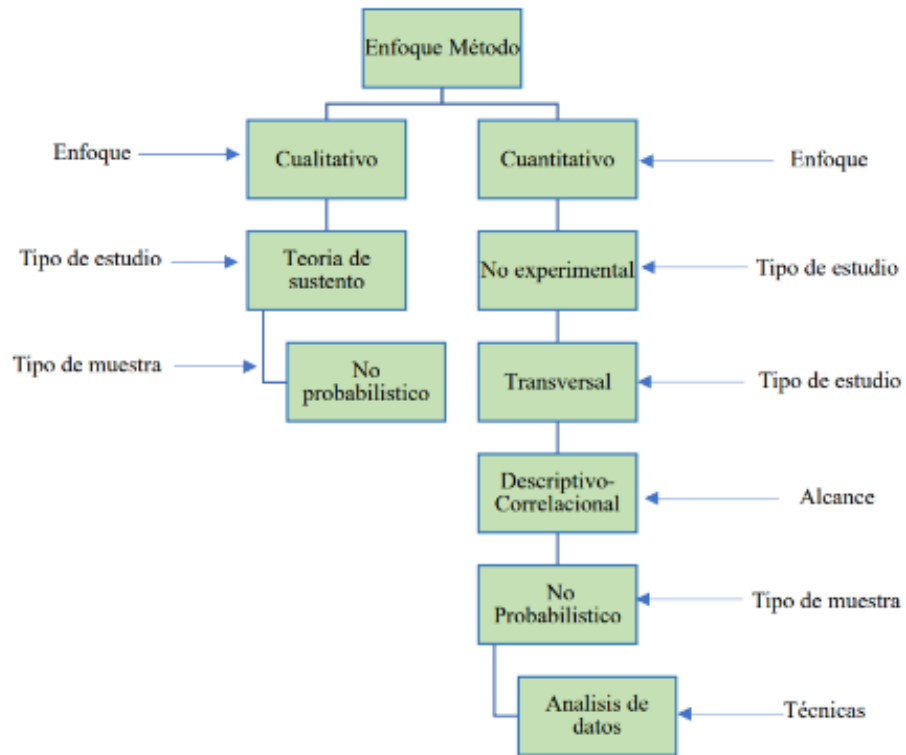 Enfoque Método
Enfoque
Cualitativo
Cuantitativo
Enfoque
Tipo de estudio
Teoria de
sustento
No experimental
Tipo de estudio
Tipo de muestra
No
probabilistico
Transversal
Tipo de estudio
Descriptivo-
Correlacional
Alcance
No
Probabilistico
Tipo de muestra
Analisis de
datos
Técnicas